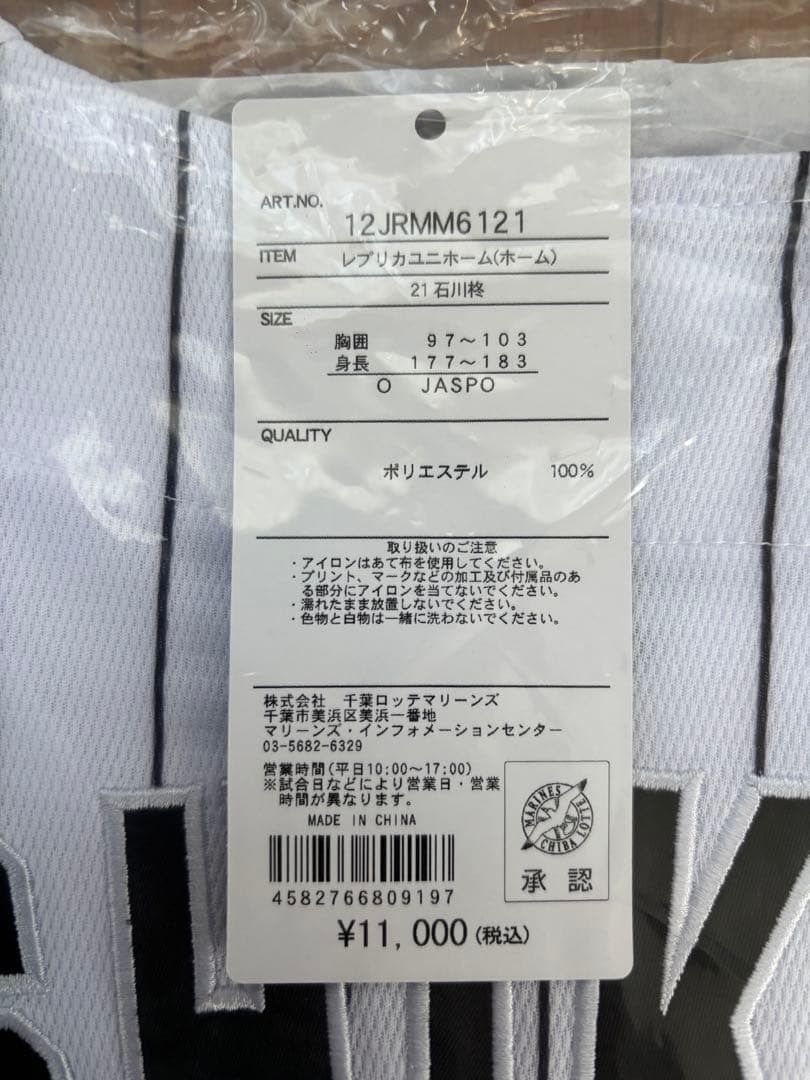 ART.NO.
12JRMM6121
ITEM レプリカユニホーム(ホーム)
21 石川柊
SIZE
胸囲 97～103
身長 177～183
O JASPO
QUALITY
ポリエステル 100%
取り扱いのご注意
・アイロンはあて布を使用してください。
・プリント、マークなどの加工及び付属品のあ
る部分にアイロンを当てないでください。
・濡れたまま放置しないでください。
・色物と白物は一緒に洗わないでください。
株式会社 千葉ロッテマリーンズ
千葉市美浜区美浜一番地
マリーンズ・インフォメーションセンター
03-5682-6329
営業時間(平日10:00～17:00)
※試合日などにより営業日・営業
時間が異なります。
MADE IN CHINA
MARINES
CHIBA LOTTE
承認
4582766809197
¥11,000(税込)